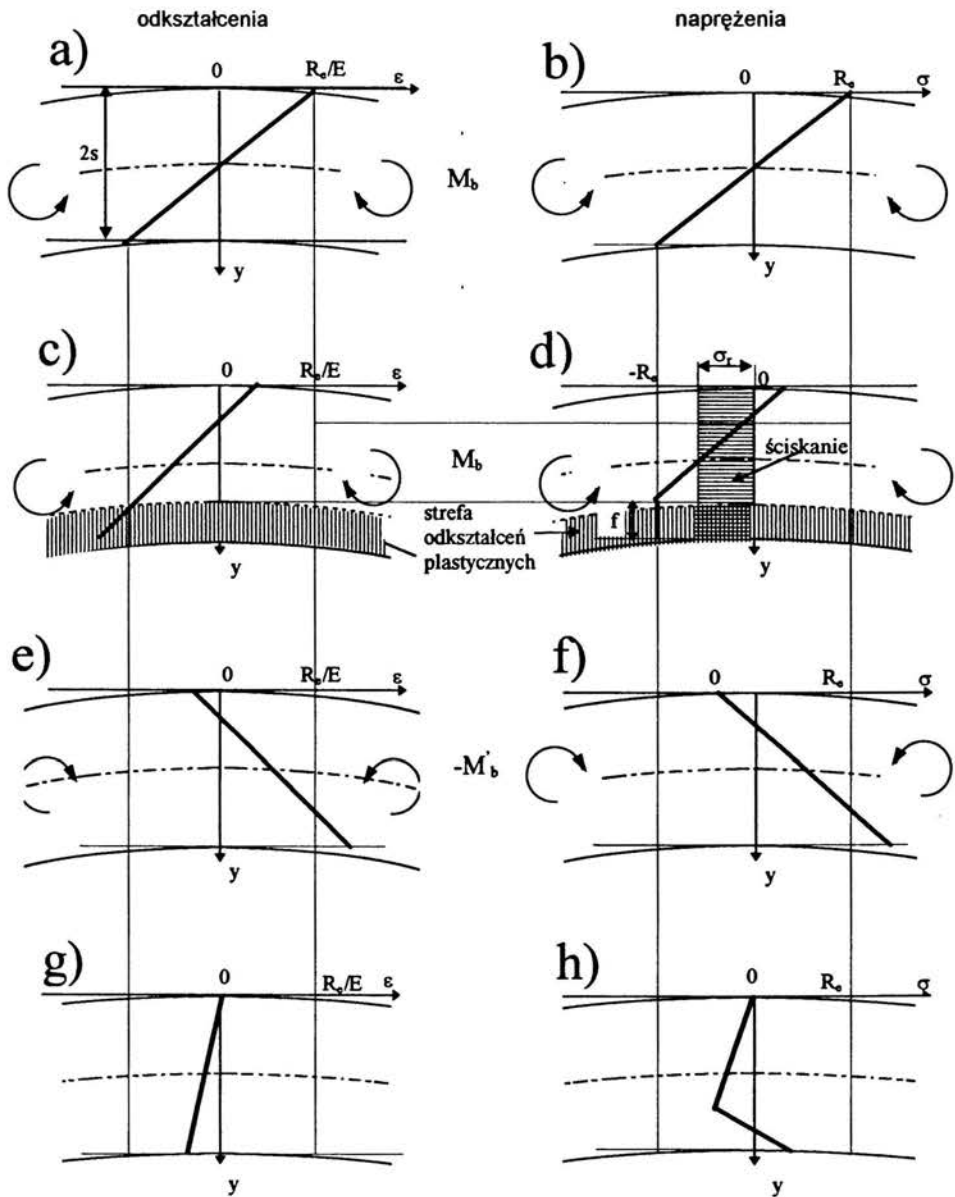 odkształcenia naprężenia
a) 0 Rₑ/E ε b) 0 Rₑ σ
2s M_b
y y
c) 0 Rₑ/E ε d) -Rₑ σᵣ 0
M_b ściskanie
strefa f
odkształceń
plastycznych
y y
e) 0 Rₑ/E ε f) 0 Rₑ σ
-M'_b
y y
g) 0 Rₑ/E ε h) 0 Rₑ σ
y y